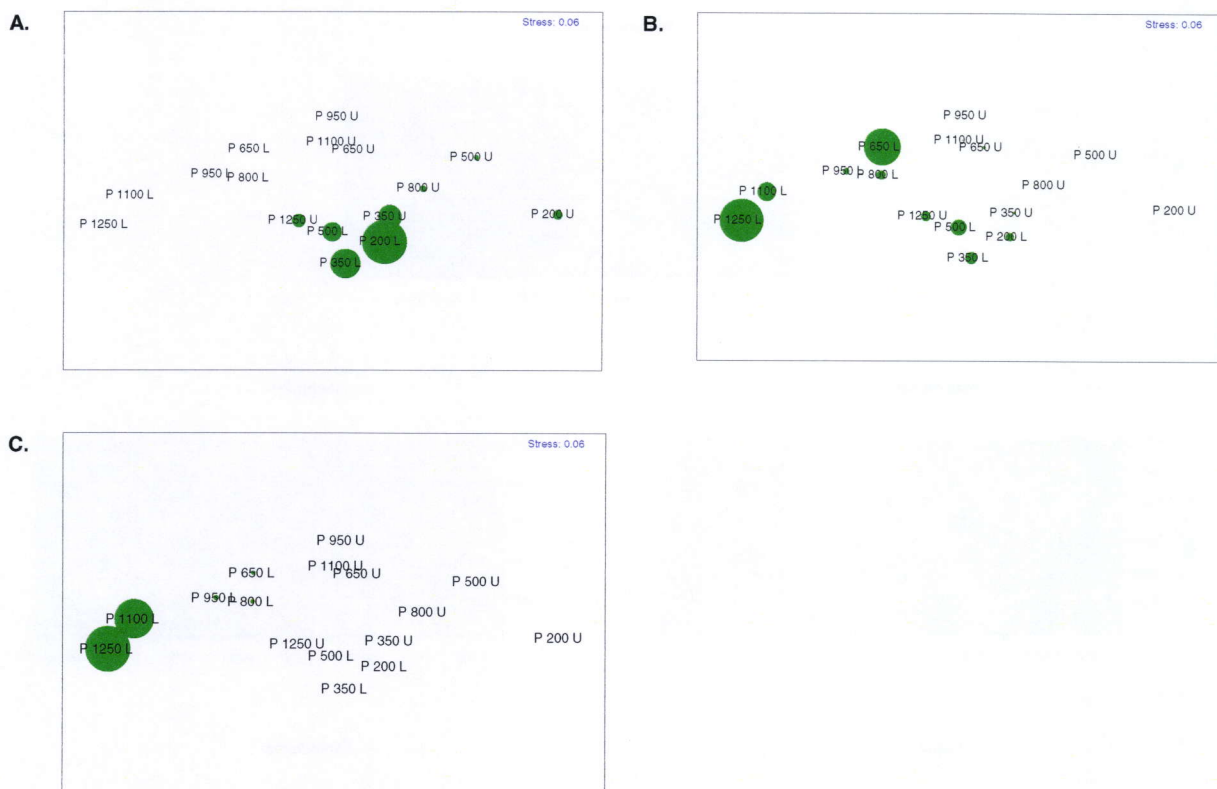 A.
Stress: 0.06
P 950 U
P 1100 U
P 650 L
P 650 U
P 500 U
P 950 L
P 800 L
P 800 U
P 1100 L
P 1250 L
P 1250 U
P 350 U
P 200 U
P 500 L
P 200 L
P 350 L
B.
Stress: 0.06
P 950 U
P 1100 U
P 650 L
P 650 U
P 500 U
P 950 L
P 800 L
P 800 U
P 1100 L
P 1250 L
P 1250 U
P 350 U
P 200 U
P 500 L
P 200 L
P 350 L
C.
Stress: 0.06
P 950 U
P 1100 U
P 650 L
P 650 U
P 500 U
P 950 L
P 800 L
P 800 U
P 1100 L
P 1250 L
P 1250 U
P 350 U
P 200 U
P 500 L
P 200 L
P 350 L